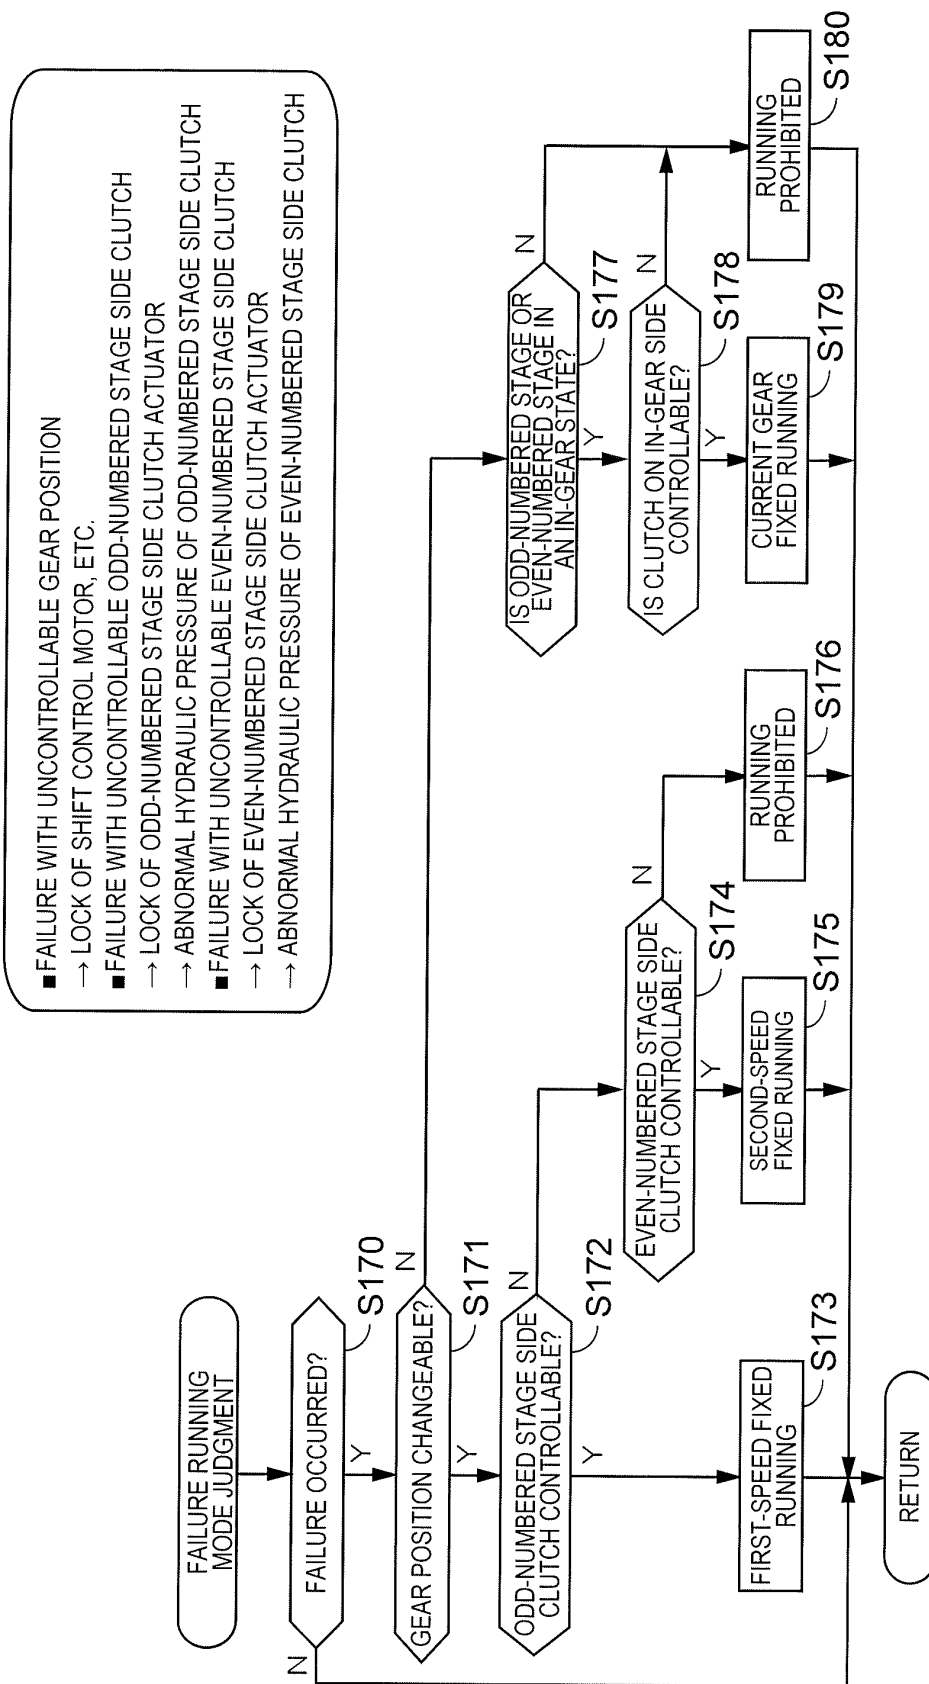 ■FAILURE WITH UNCONTROLLABLE GEAR POSITION
→ LOCK OF SHIFT CONTROL MOTOR, ETC.
■FAILURE WITH UNCONTROLLABLE ODD-NUMBERED STAGE SIDE CLUTCH
→ LOCK OF ODD-NUMBERED STAGE SIDE CLUTCH ACTUATOR
→ ABNORMAL HYDRAULIC PRESSURE OF ODD-NUMBERED STAGE SIDE CLUTCH
■FAILURE WITH UNCONTROLLABLE EVEN-NUMBERED STAGE SIDE CLUTCH
→ LOCK OF EVEN-NUMBERED STAGE SIDE CLUTCH ACTUATOR
→ ABNORMAL HYDRAULIC PRESSURE OF EVEN-NUMBERED STAGE SIDE CLUTCH
FAILURE RUNNING
MODE JUDGMENT
FAILURE OCCURRED?
S170
N
Y
GEAR POSITION CHANGEABLE?
S171
N
Y
ODD-NUMBERED STAGE SIDE
CLUTCH CONTROLLABLE?
S172
N
Y
FIRST-SPEED FIXED
RUNNING
S173
EVEN-NUMBERED STAGE SIDE
CLUTCH CONTROLLABLE?
S174
N
Y
SECOND-SPEED
FIXED RUNNING
S175
RUNNING
PROHIBITED
S176
IS ODD-NUMBERED STAGE OR
EVEN-NUMBERED STAGE IN
AN IN-GEAR STATE?
S177
N
Y
IS CLUTCH ON IN-GEAR SIDE
CONTROLLABLE?
S178
N
Y
CURRENT GEAR
FIXED RUNNING
S179
RUNNING
PROHIBITED
S180
RETURN